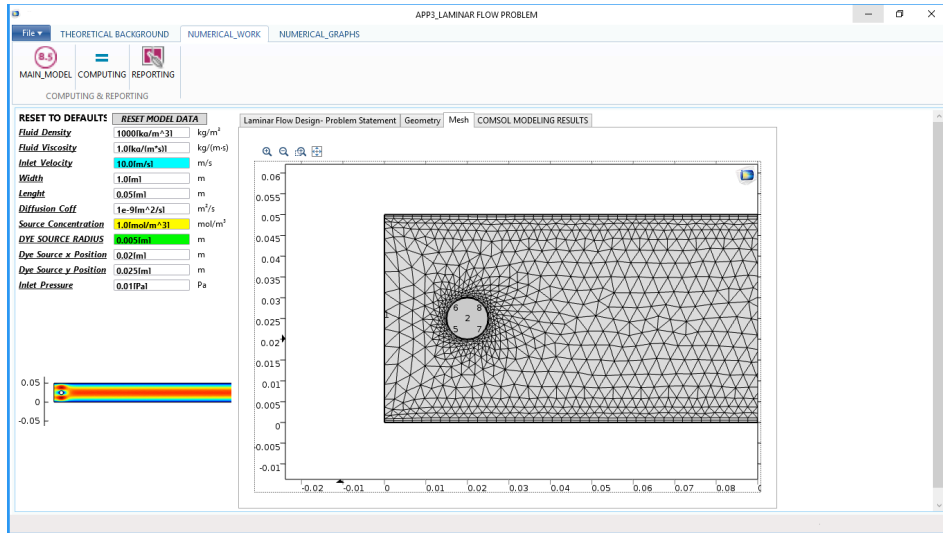 APP3_LAMINAR FLOW PROBLEM
File ▾ THEORETICAL BACKGROUND NUMERICAL_WORK NUMERICAL_GRAPHS
8.5
MAIN_MODEL COMPUTING REPORTING
COMPUTING & REPORTING
RESET TO DEFAULTS RESET MODEL DATA
Fluid Density 1000[kg/m^3] kg/m³
Fluid Viscosity 1.0[kg/(m*s)] kg/(m·s)
Inlet Velocity 10.0[m/s] m/s
Width 1.0[m] m
Lenght 0.05[m] m
Diffusion Coff 1e-9[m^2/s] m²/s
Source Concentration 1.0[mol/m^3] mol/m³
DYE SOURCE RADIUS 0.005[m] m
Dye Source x Position 0.02[m] m
Dye Source y Position 0.025[m] m
Inlet Pressure 0.01[Pa] Pa
0.05
0
-0.05
Laminar Flow Design- Problem Statement Geometry Mesh COMSOL MODELING RESULTS
0.06
0.055
0.05
0.045
0.04
0.035
0.03
0.025
0.02
0.015
0.01
0.005
0
-0.005
-0.01
6 8
2
5 7
-0.02 -0.01 0 0.01 0.02 0.03 0.04 0.05 0.06 0.07 0.08